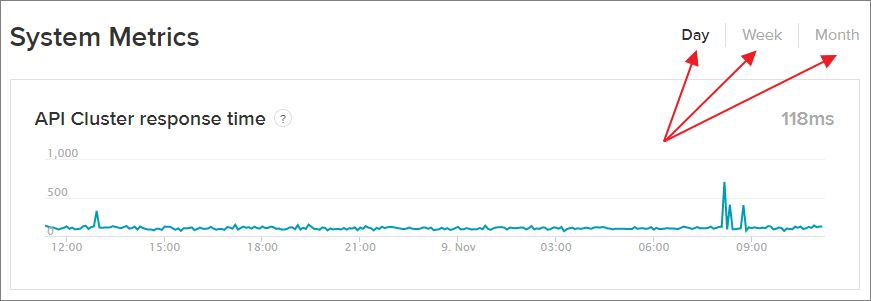 System Metrics
Day Week Month
API Cluster response time ? 118ms
1,000
500
0
12:00 15:00 18:00 21:00 9. Nov 03:00 06:00 09:00